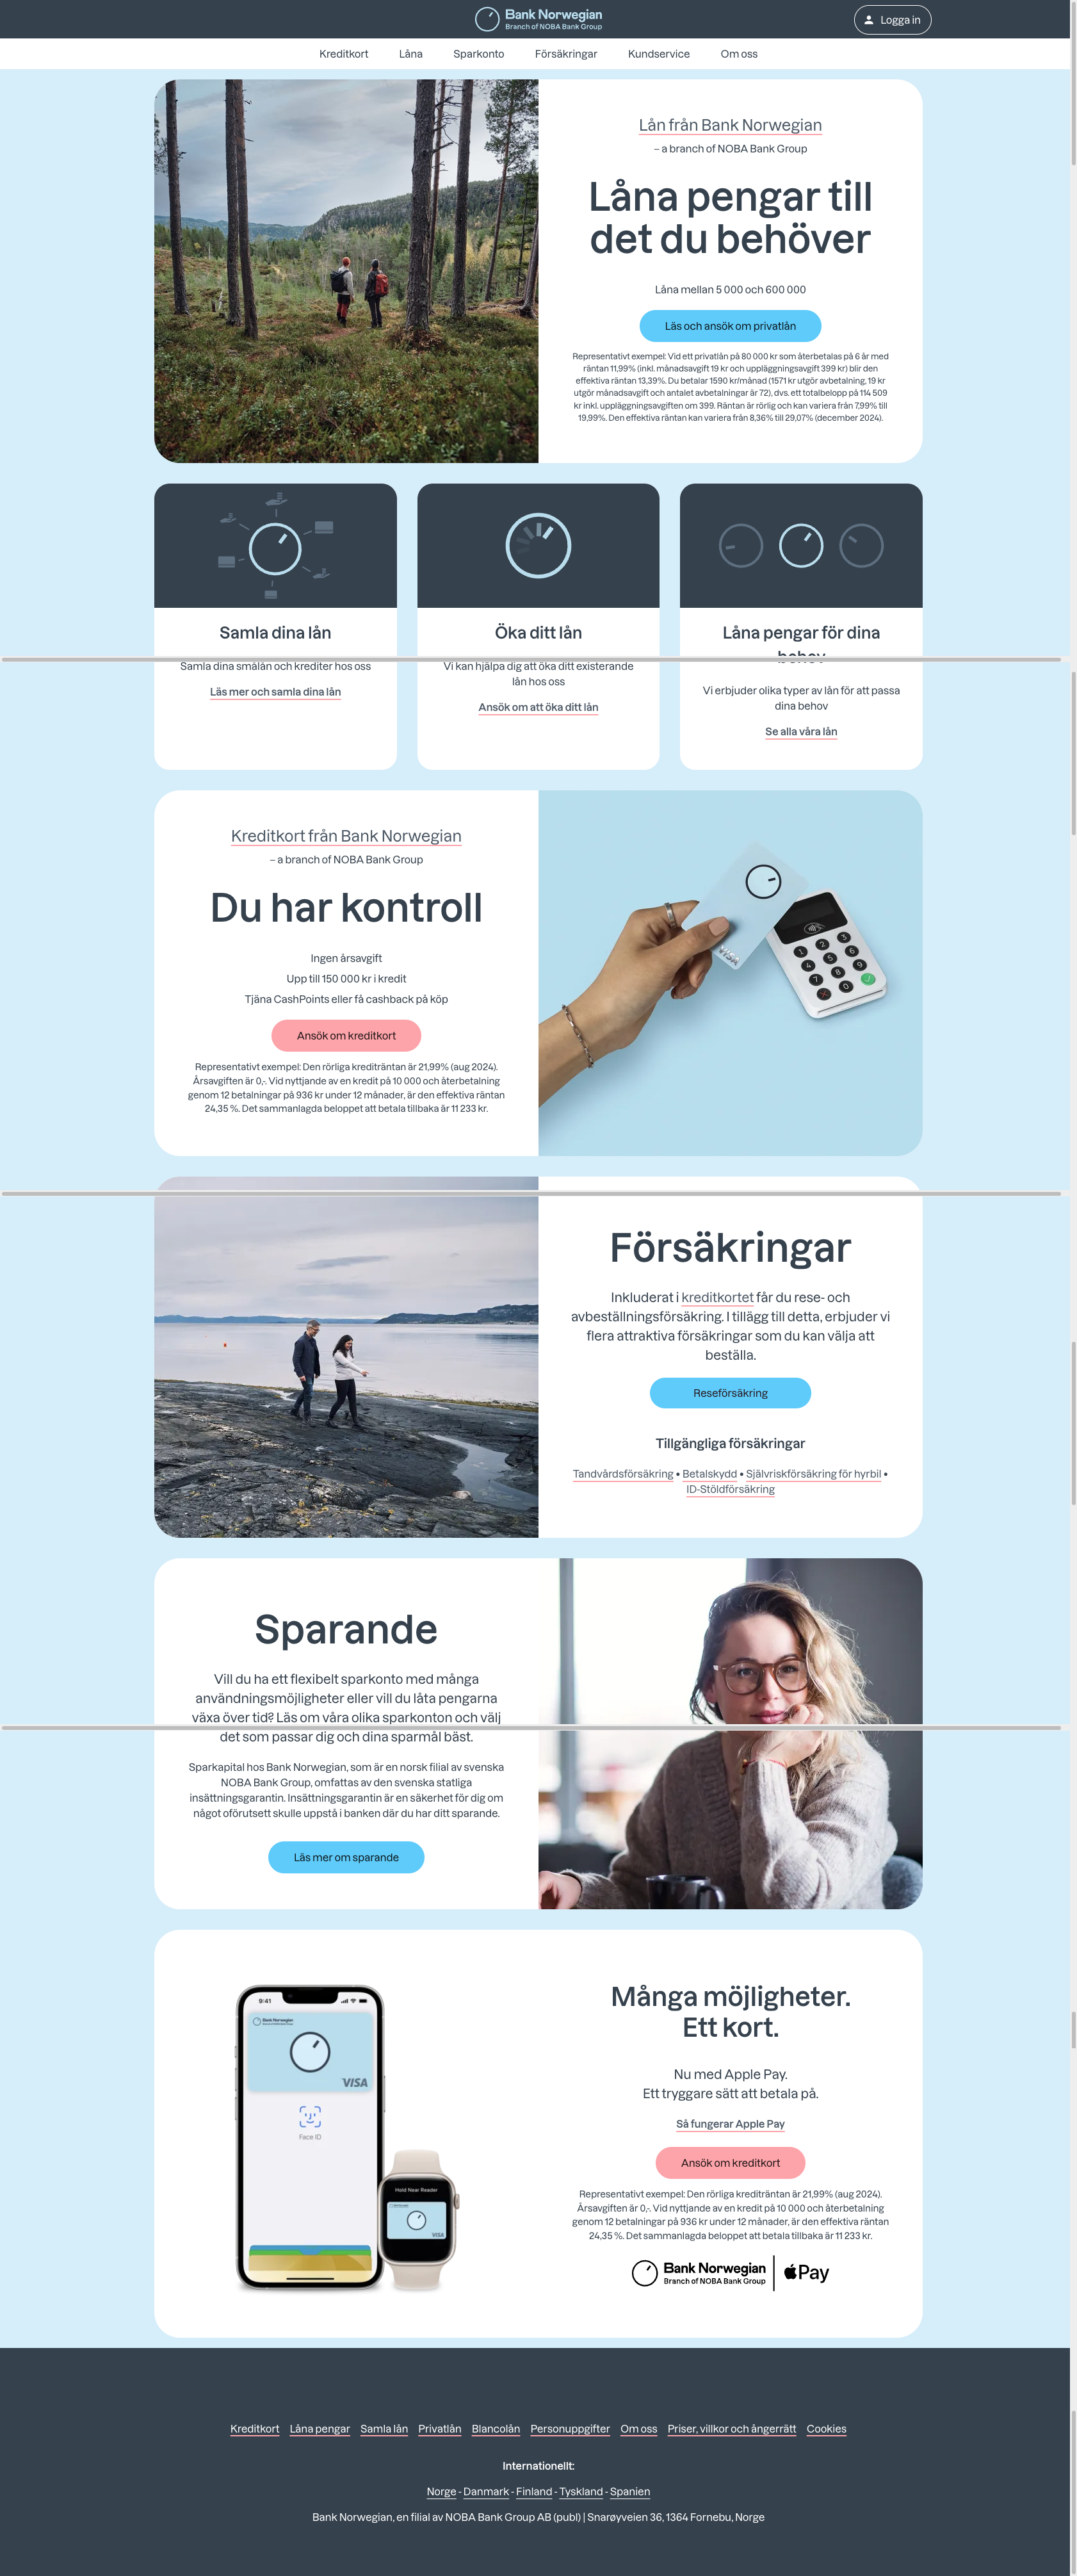 Bank Norwegian
Branch of NOBA Bank Group
Logga in
Kreditkort
Låna
Sparkonto
Försäkringar
Kundservice
Om oss
Lån från Bank Norwegian
– a branch of NOBA Bank Group
Låna pengar till
det du behöver
Låna mellan 5 000 och 600 000
Läs och ansök om privatlån
Representativt exempel: Vid ett privatlån på 80 000 kr som återbetalas på 6 år med
räntan 11,99% (inkl. månadsavgift 19 kr och uppläggningsavgift 399 kr) blir den
effektiva räntan 13,39%. Du betalar 1590 kr/månad (1571 kr utgör avbetalning, 19 kr
utgör månadsavgift och antalet avbetalningar är 72), dvs. ett totalbelopp på 114 509
kr inkl. uppläggningsavgiften om 399. Räntan är rörlig och kan variera från 7,99% till
19,99%. Den effektiva räntan kan variera från 8,36% till 29,07% (december 2024).
Samla dina lån
Samla dina smålån och krediter hos oss
Läs mer och samla dina lån
Öka ditt lån
Vi kan hjälpa dig att öka ditt existerande
lån hos oss
Ansök om att öka ditt lån
Låna pengar för dina
behov
Vi erbjuder olika typer av lån för att passa
dina behov
Se alla våra lån
Kreditkort från Bank Norwegian
– a branch of NOBA Bank Group
Du har kontroll
Ingen årsavgift
Upp till 150 000 kr i kredit
Tjäna CashPoints eller få cashback på köp
Ansök om kreditkort
Representativt exempel: Den rörliga krediträntan är 21,99% (aug 2024).
Årsavgiften är 0,-. Vid nyttjande av en kredit på 10 000 och återbetalning
genom 12 betalningar på 936 kr under 12 månader, är den effektiva räntan
24,35 %. Det sammanlagda beloppet att betala tillbaka är 11 233 kr.
VISA
1 2 3
4 5 6
7 8 9
0
Försäkringar
Inkluderat i kreditkortet får du rese- och
avbeställningsförsäkring. I tillägg till detta, erbjuder vi
flera attraktiva försäkringar som du kan välja att
beställa.
Reseförsäkring
Tillgängliga försäkringar
Tandvårdsförsäkring • Betalskydd • Självriskförsäkring för hyrbil •
ID-Stöldförsäkring
Sparande
Vill du ha ett flexibelt sparkonto med många
användningsmöjligheter eller vill du låta pengarna
växa över tid? Läs om våra olika sparkonton och välj
det som passar dig och dina sparmål bäst.
Sparkapital hos Bank Norwegian, som är en norsk filial av svenska
NOBA Bank Group, omfattas av den svenska statliga
insättningsgarantin. Insättningsgarantin är en säkerhet för dig om
något oförutsett skulle uppstå i banken där du har ditt sparande.
Läs mer om sparande
9:41
Bank Norwegian
VISA
Face ID
Hold Near Reader
VISA
Många möjligheter.
Ett kort.
Nu med Apple Pay.
Ett tryggare sätt att betala på.
Så fungerar Apple Pay
Ansök om kreditkort
Representativt exempel: Den rörliga krediträntan är 21,99% (aug 2024).
Årsavgiften är 0,-. Vid nyttjande av en kredit på 10 000 och återbetalning
genom 12 betalningar på 936 kr under 12 månader, är den effektiva räntan
24,35 %. Det sammanlagda beloppet att betala tillbaka är 11 233 kr.
Bank Norwegian
Branch of NOBA Bank Group
Pay
Kreditkort Låna pengar Samla lån Privatlån Blancolån Personuppgifter Om oss Priser, villkor och ångerrätt Cookies
Internationellt:
Norge - Danmark - Finland - Tyskland - Spanien
Bank Norwegian, en filial av NOBA Bank Group AB (publ) | Snarøyveien 36, 1364 Fornebu, Norge